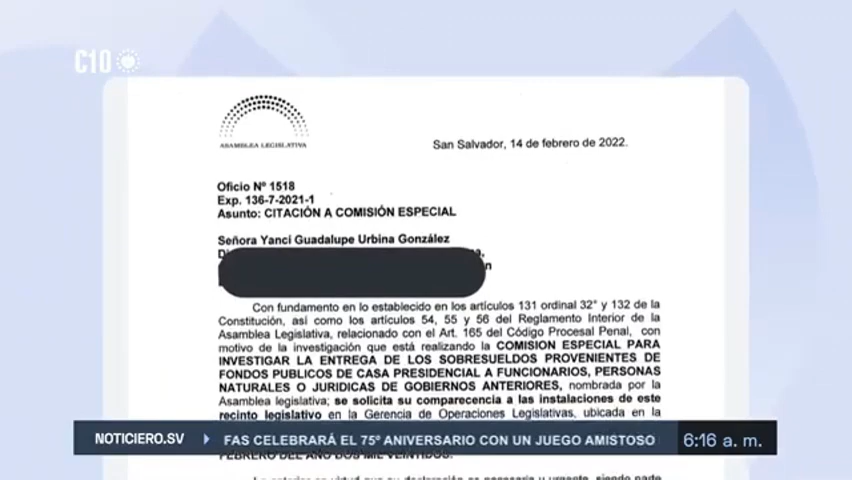 C10
ASAMBLEA LEGISLATIVA
San Salvador, 14 de febrero de 2022.
Oficio Nº 1518
Exp. 136-7-2021-1
Asunto: CITACIÓN A COMISIÓN ESPECIAL
Señora Yanci Guadalupe Urbina González
Con fundamento en lo establecido en los artículos 131 ordinal 32° y 132 de la
Constitución, así como los artículos 54, 55 y 56 del Reglamento Interior de la
Asamblea Legislativa, relacionado con el Art. 165 del Código Procesal Penal, con
motivo de la investigación que está realizando la COMISION ESPECIAL PARA
INVESTIGAR LA ENTREGA DE LOS SOBRESUELDOS PROVENIENTES DE
FONDOS PUBLICOS DE CASA PRESIDENCIAL A FUNCIONARIOS, PERSONAS
NATURALES O JURIDICAS DE GOBIERNOS ANTERIORES, nombrada por la
Asamblea legislativa; se solicita su comparecencia a las instalaciones de este
recinto legislativo en la Gerencia de Operaciones Legislativas, ubicada en la
FEBRERO DEL AÑO DOS MIL VEINTIDÓS.
NOTICIERO.SV FAS CELEBRARÁ EL 75º ANIVERSARIO CON UN JUEGO AMISTOSO 6:16 a. m.